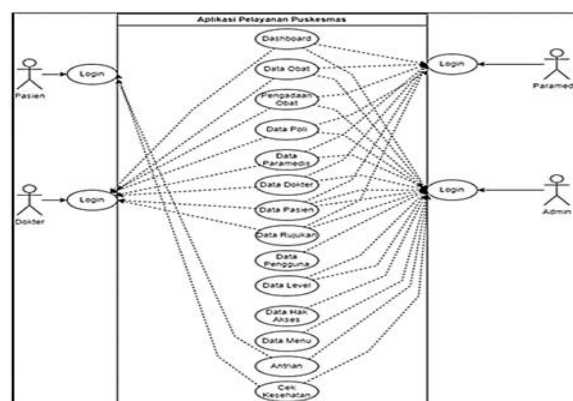 Aplikasi Pelayanan Puskesmas
Dashboard
Login
Data Obat
Login
Pasien
Paramedi
Pengadaan
Obat
Data Poli
Data
Paramedis
Data Dokter
Login
Login
Dokter
Admin
Data Pasien
Data Rujukan
Data
Pengguna
Data Level
Data Hak
Akses
Data Menu
Antrian
Cek
Kesehatan